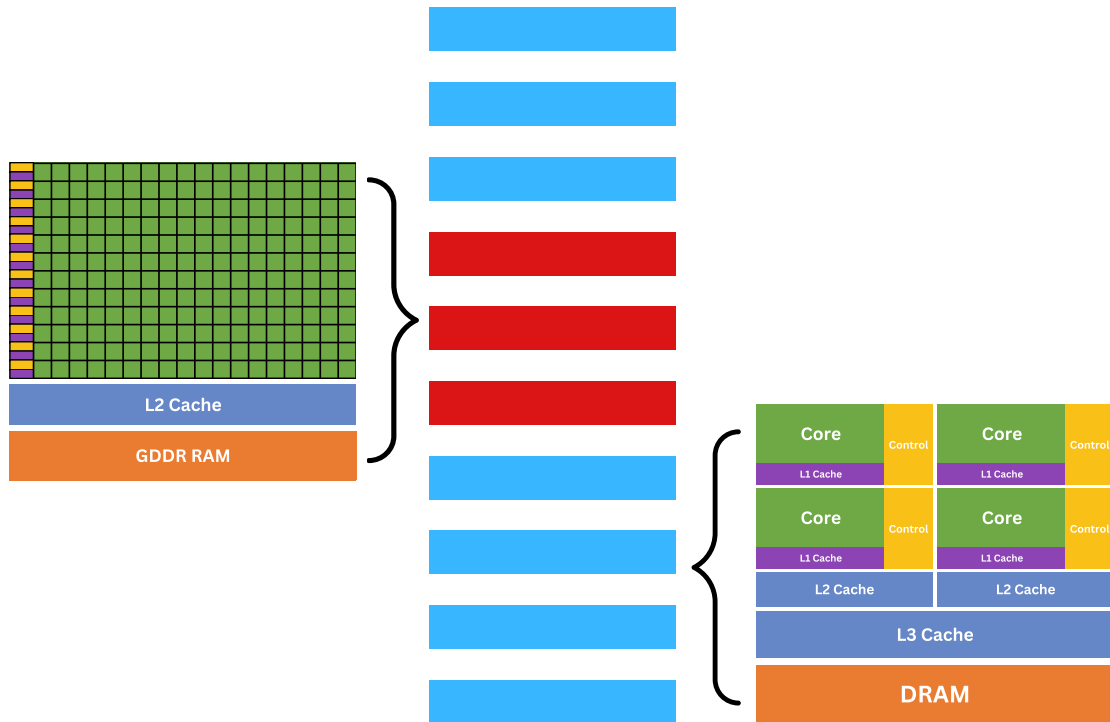 L2 Cache
GDDR RAM
Core
Control
Core
Control
L1 Cache
L1 Cache
Core
Control
Core
Control
L1 Cache
L1 Cache
L2 Cache
L2 Cache
L3 Cache
DRAM